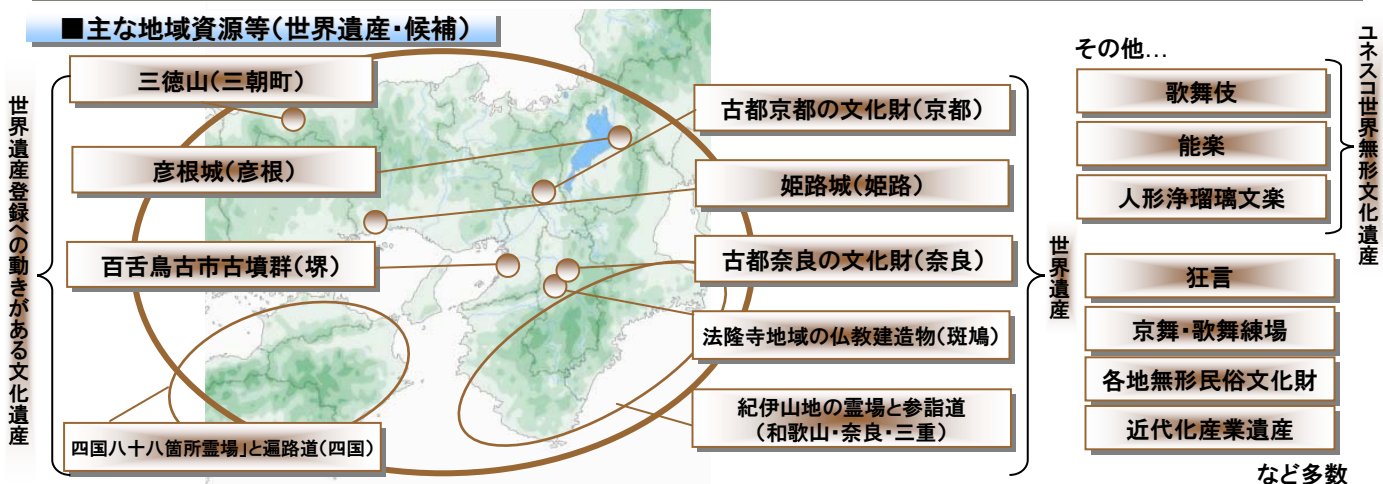 ■主な地域資源等(世界遺産・候補)
世界遺産登録への動きがある文化遺産
三徳山(三朝町)
彦根城(彦根)
百舌鳥古市古墳群(堺)
四国八十八箇所霊場」と遍路道(四国)
古都京都の文化財(京都)
姫路城(姫路)
古都奈良の文化財(奈良)
法隆寺地域の仏教建造物(斑鳩)
紀伊山地の霊場と参詣道
(和歌山・奈良・三重)
世界遺産
その他…
歌舞伎
能楽
人形浄瑠璃文楽
ユネスコ世界無形文化遺産
狂言
京舞・歌舞練場
各地無形民俗文化財
近代化産業遺産
など多数